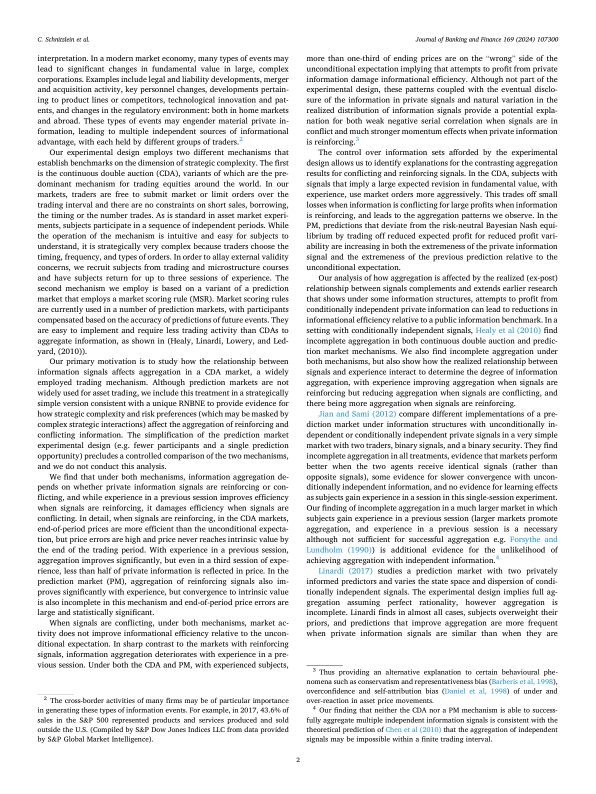 C. Schnitzlein et al.
Journal of Banking and Finance 169 (2024) 107300
interpretation. In a modern market economy, many types of events may
lead to significant changes in fundamental value in large, complex
corporations. Examples include legal and liability developments, merger
and acquisition activity, key personnel changes, developments pertain-
ing to product lines or competitors, technological innovation and pat-
ents, and changes in the regulatory environment: both in home markets
and abroad. These types of events may engender material private in-
formation, leading to multiple independent sources of informational
advantage, with each held by different groups of traders.2
Our experimental design employs two different mechanisms that
establish benchmarks on the dimension of strategic complexity. The first
is the continuous double auction (CDA), variants of which are the pre-
dominant mechanism for trading equities around the world. In our
markets, traders are free to submit market or limit orders over the
trading interval and there are no constraints on short sales, borrowing,
the timing or the number trades. As is standard in asset market experi-
ments, subjects participate in a sequence of independent periods. While
the operation of the mechanism is intuitive and easy for subjects to
understand, it is strategically very complex because traders choose the
timing, frequency, and types of orders. In order to allay external validity
concerns, we recruit subjects from trading and microstructure courses
and have subjects return for up to three sessions of experience. The
second mechanism we employ is based on a variant of a prediction
market that employs a market scoring rule (MSR). Market scoring rules
are currently used in a number of prediction markets, with participants
compensated based on the accuracy of predictions of future events. They
are easy to implement and require less trading activity than CDAs to
aggregate information, as shown in (Healy, Linardi, Lowery, and Led-
yard, (2010)).
Our primary motivation is to study how the relationship between
information signals affects aggregation in a CDA market, a widely
employed trading mechanism. Although prediction markets are not
widely used for asset trading, we include this treatment in a strategically
simple version consistent with a unique RNBNE to provide evidence for
how strategic complexity and risk preferences (which may be masked by
complex strategic interactions) affect the aggregation of reinforcing and
conflicting information. The simplification of the prediction market
experimental design (e.g. fewer participants and a single prediction
opportunity) precludes a controlled comparison of the two mechanisms,
and we do not conduct this analysis.
We find that under both mechanisms, information aggregation de-
pends on whether private information signals are reinforcing or con-
flicting, and while experience in a previous session improves efficiency
when signals are reinforcing, it damages efficiency when signals are
conflicting. In detail, when signals are reinforcing, in the CDA markets,
end-of-period prices are more efficient than the unconditional expecta-
tion, but price errors are high and price never reaches intrinsic value by
the end of the trading period. With experience in a previous session,
aggregation improves significantly, but even in a third session of expe-
rience, less than half of private information is reflected in price. In the
prediction market (PM), aggregation of reinforcing signals also im-
proves significantly with experience, but convergence to intrinsic value
is also incomplete in this mechanism and end-of-period price errors are
large and statistically significant.
When signals are conflicting, under both mechanisms, market ac-
tivity does not improve informational efficiency relative to the uncon-
ditional expectation. In sharp contrast to the markets with reinforcing
signals, information aggregation deteriorates with experience in a pre-
vious session. Under both the CDA and PM, with experienced subjects,
2 The cross-border activities of many firms may be of particular importance
in generating these types of information events. For example, in 2017, 43.6% of
sales in the S&P 500 represented products and services produced and sold
outside the U.S. (Compiled by S&P Dow Jones Indices LLC from data provided
by S&P Global Market Intelligence).
more than one-third of ending prices are on the "wrong" side of the
unconditional expectation implying that attempts to profit from private
information damage informational efficiency. Although not part of the
experimental design, these patterns coupled with the eventual disclo-
sure of the information in private signals and natural variation in the
realized distribution of information signals provide a potential expla-
nation for both weak negative serial correlation when signals are in
conflict and much stronger momentum effects when private information
is reinforcing.3
The control over information sets afforded by the experimental
design allows us to identify explanations for the contrasting aggregation
results for conflicting and reinforcing signals. In the CDA, subjects with
signals that imply a large expected revision in fundamental value, with
experience, use market orders more aggressively. This trades off small
losses when information is conflicting for large profits when information
is reinforcing, and leads to the aggregation patterns we observe. In the
PM, predictions that deviate from the risk-neutral Bayesian Nash equi-
librium by trading off reduced expected profit for reduced profit vari-
ability are increasing in both the extremeness of the private information
signal and the extremeness of the previous prediction relative to the
unconditional expectation.
Our analysis of how aggregation is affected by the realized (ex-post)
relationship between signals complements and extends earlier research
that shows under some information structures, attempts to profit from
conditionally independent private information can lead to reductions in
informational efficiency relative to a public information benchmark. In a
setting with conditionally independent signals, Healy et al (2010) find
incomplete aggregation in both continuous double auction and predic-
tion market mechanisms. We also find incomplete aggregation under
both mechanisms, but also show how the realized relationship between
signals and experience interact to determine the degree of information
aggregation, with experience improving aggregation when signals are
reinforcing but reducing aggregation when signals are conflicting, and
there being more aggregation when signals are reinforcing.
Jian and Sami (2012) compare different implementations of a pre-
diction market under information structures with unconditionally in-
dependent or conditionally independent private signals in a very simple
market with two traders, binary signals, and a binary security. They find
incomplete aggregation in all treatments, evidence that markets perform
better when the two agents receive identical signals (rather than
opposite signals), some evidence for slower convergence with uncon-
ditionally independent information, and no evidence for learning effects
as subjects gain experience in a session in this single-session experiment.
Our finding of incomplete aggregation in a much larger market in which
subjects gain experience in a previous session (larger markets promote
aggregation, and experience in a previous session is a necessary
although not sufficient for successful aggregation e.g. Forsythe and
Lundholm (1990)) is additional evidence for the unlikelihood of
achieving aggregation with independent information.4
Linardi (2017) studies a prediction market with two privately
informed predictors and varies the state space and dispersion of condi-
tionally independent signals. The experimental design implies full ag-
gregation assuming perfect rationality, however aggregation is
incomplete. Linardi finds in almost all cases, subjects overweight their
priors, and predictions that improve aggregation are more frequent
when private information signals are similar than when they are
3 Thus providing an alternative explanation to certain behavioural phe-
nomena such as conservatism and representativeness bias (Barberis et al, 1998),
overconfidence and self-attribution bias (Daniel et al, 1998) of under and
over-reaction in asset price movements.
4 Our finding that neither the CDA nor a PM mechanism is able to success-
fully aggregate multiple independent information signals is consistent with the
theoretical prediction of Chen et al (2010) that the aggregation of independent
signals may be impossible within a finite trading interval.
2